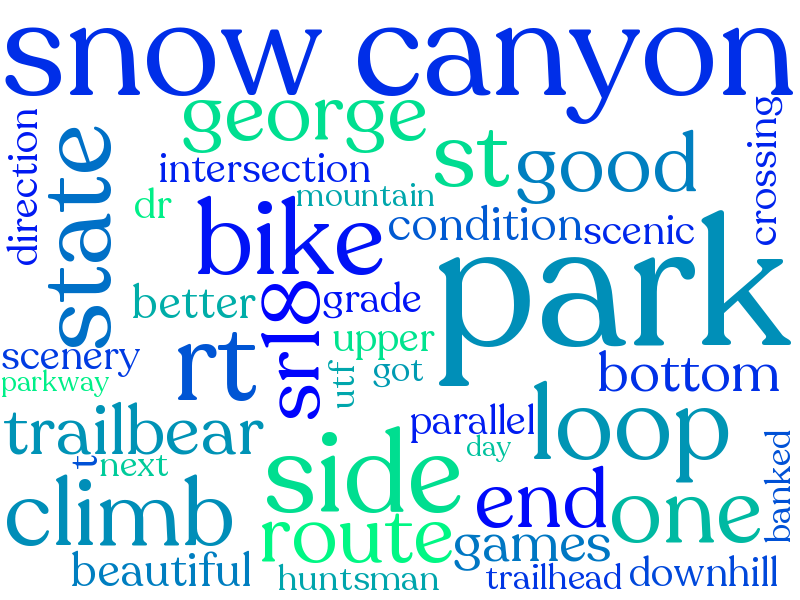 snow canyon
george
crossing
direction
state
st
good
intersection
mountain
dr
bike
condition
scenic
park
better
srl8
grade
upper
rt
scenery
utf
got
bottom
parkway
trailbear
parallel
loop
day
t
next
side
climb
end
one
banked
route
games
beautiful
huntsman
trailhead
downhill